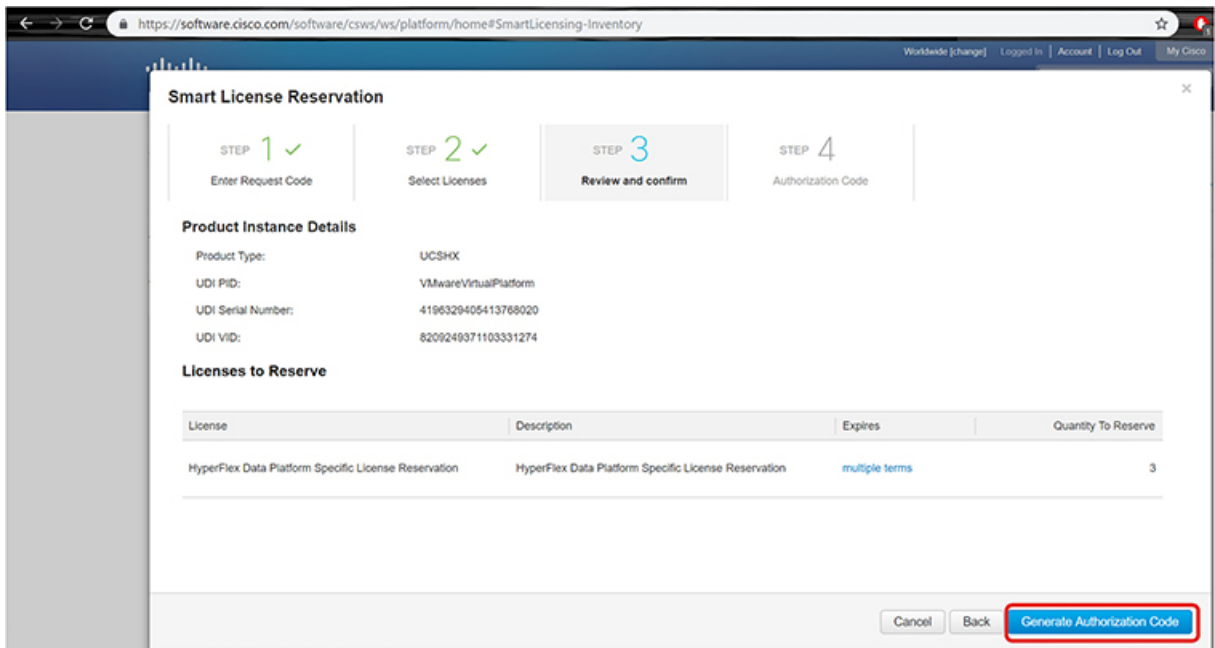 https://software.cisco.com/software/csws/ws/platform/home#SmartLicensing-Inventory
Worldwide [change] Logged In | Account | Log Out My Cisco
Smart License Reservation
×
STEP 1 ✓
Enter Request Code
STEP 2 ✓
Select Licenses
STEP 3
Review and confirm
STEP 4
Authorization Code
Product Instance Details
Product Type: UCSHX
UDI PID: VMwareVirtualPlatform
UDI Serial Number: 4196329405413768020
UDI VID: 8209249371103331274
Licenses to Reserve
License Description Expires Quantity To Reserve
HyperFlex Data Platform Specific License Reservation HyperFlex Data Platform Specific License Reservation multiple terms 3
Cancel Back Generate Authorization Code